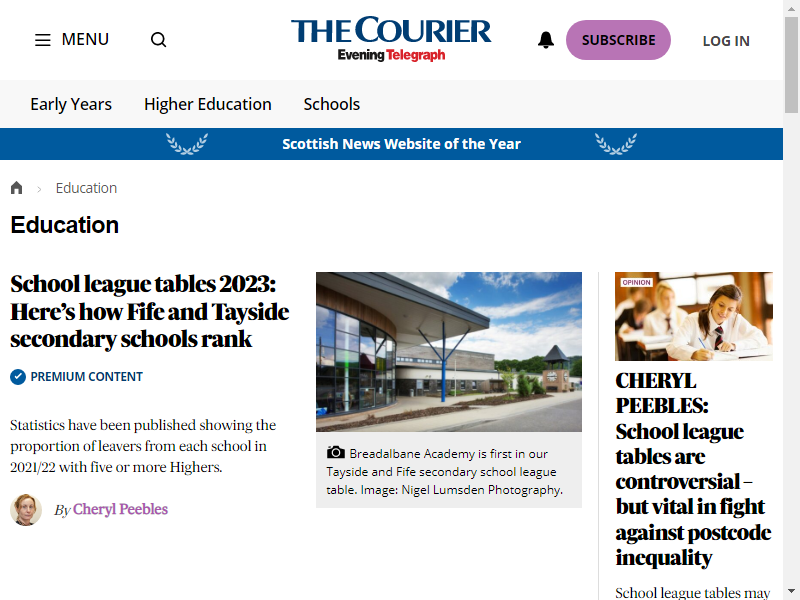 MENU
THE COURIER
Evening Telegraph
SUBSCRIBE
LOG IN
Early Years
Higher Education
Schools
Scottish News Website of the Year
Education
Education
School league tables 2023:
Here's how Fife and Tayside
secondary schools rank
PREMIUM CONTENT
Statistics have been published showing the
proportion of leavers from each school in
2021/22 with five or more Highers.
By Cheryl Peebles
Breadalbane Academy is first in our
Tayside and Fife secondary school league
table. Image: Nigel Lumsden Photography.
OPINION
CHERYL
PEEBLES:
School league
tables are
controversial –
but vital in fight
against postcode
inequality
School league tables may